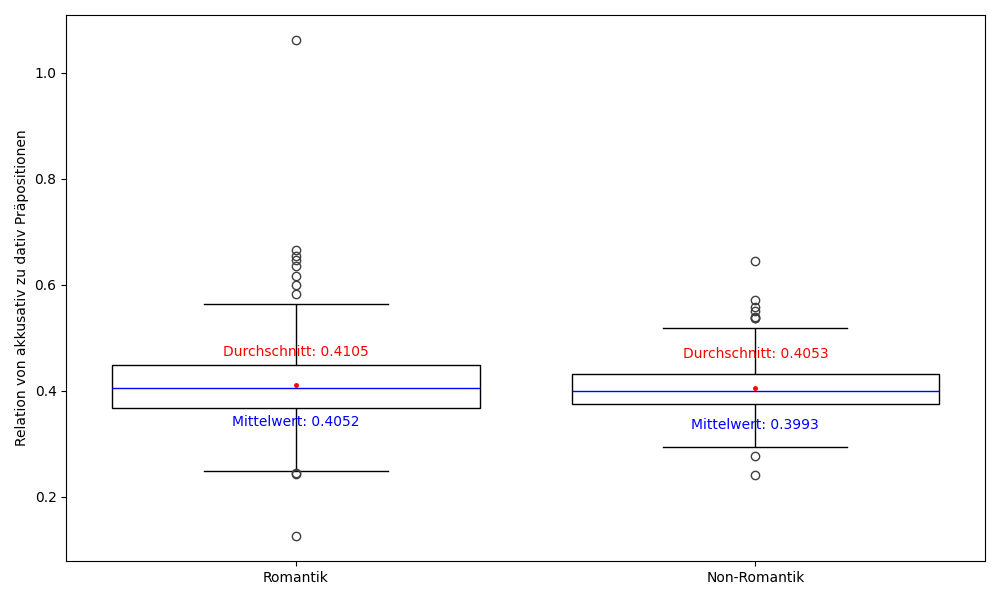 Relation von akkusativ zu dativ Präpositionen
1.0
0.8
0.6
0.4
0.2
Durchschnitt: 0.4105
Mittelwert: 0.4052
Durchschnitt: 0.4053
Mittelwert: 0.3993
Romantik
Non-Romantik